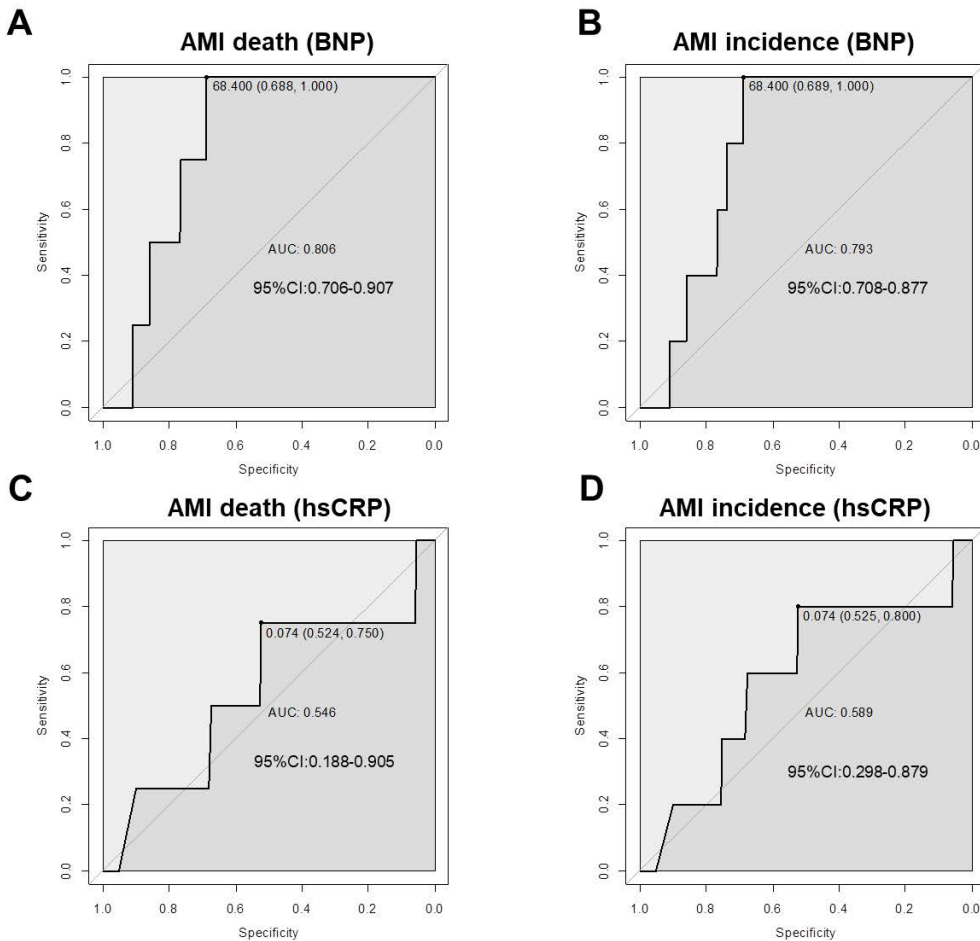 A
AMI death (BNP)
1.0
0.8
0.6
0.4
0.2
0.0
Sensitivity
68.400 (0.688, 1.000)
AUC: 0.806
95%CI:0.706-0.907
1.0 0.8 0.6 0.4 0.2 0.0
Specificity
B
AMI incidence (BNP)
1.0
0.8
0.6
0.4
0.2
0.0
Sensitivity
68.400 (0.689, 1.000)
AUC: 0.793
95%CI:0.708-0.877
1.0 0.8 0.6 0.4 0.2 0.0
Specificity
C
AMI death (hsCRP)
1.0
0.8
0.6
0.4
0.2
0.0
Sensitivity
0.074 (0.524, 0.750)
AUC: 0.546
95%CI:0.188-0.905
1.0 0.8 0.6 0.4 0.2 0.0
Specificity
D
AMI incidence (hsCRP)
1.0
0.8
0.6
0.4
0.2
0.0
Sensitivity
0.074 (0.525, 0.800)
AUC: 0.589
95%CI:0.298-0.879
1.0 0.8 0.6 0.4 0.2 0.0
Specificity